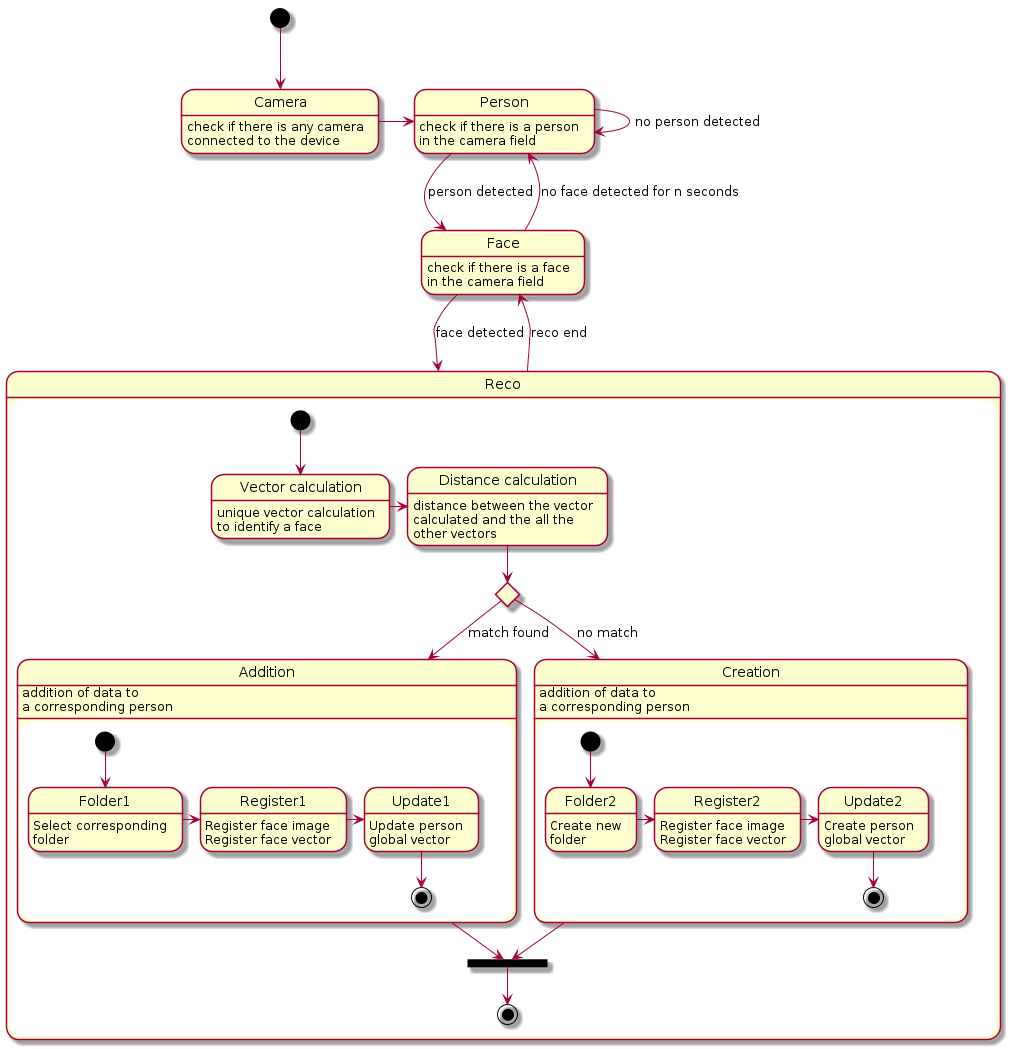 Camera
check if there is any camera
connected to the device
Person
check if there is a person
in the camera field
no person detected
person detected
no face detected for n seconds
Face
check if there is a face
in the camera field
face detected
reco end
Reco
Vector calculation
unique vector calculation
to identify a face
Distance calculation
distance between the vector
calculated and the all the
other vectors
match found
no match
Addition
addition of data to
a corresponding person
Folder1
Select corresponding
folder
Register1
Register face image
Register face vector
Update1
Update person
global vector
Creation
addition of data to
a corresponding person
Folder2
Create new
folder
Register2
Register face image
Register face vector
Update2
Create person
global vector